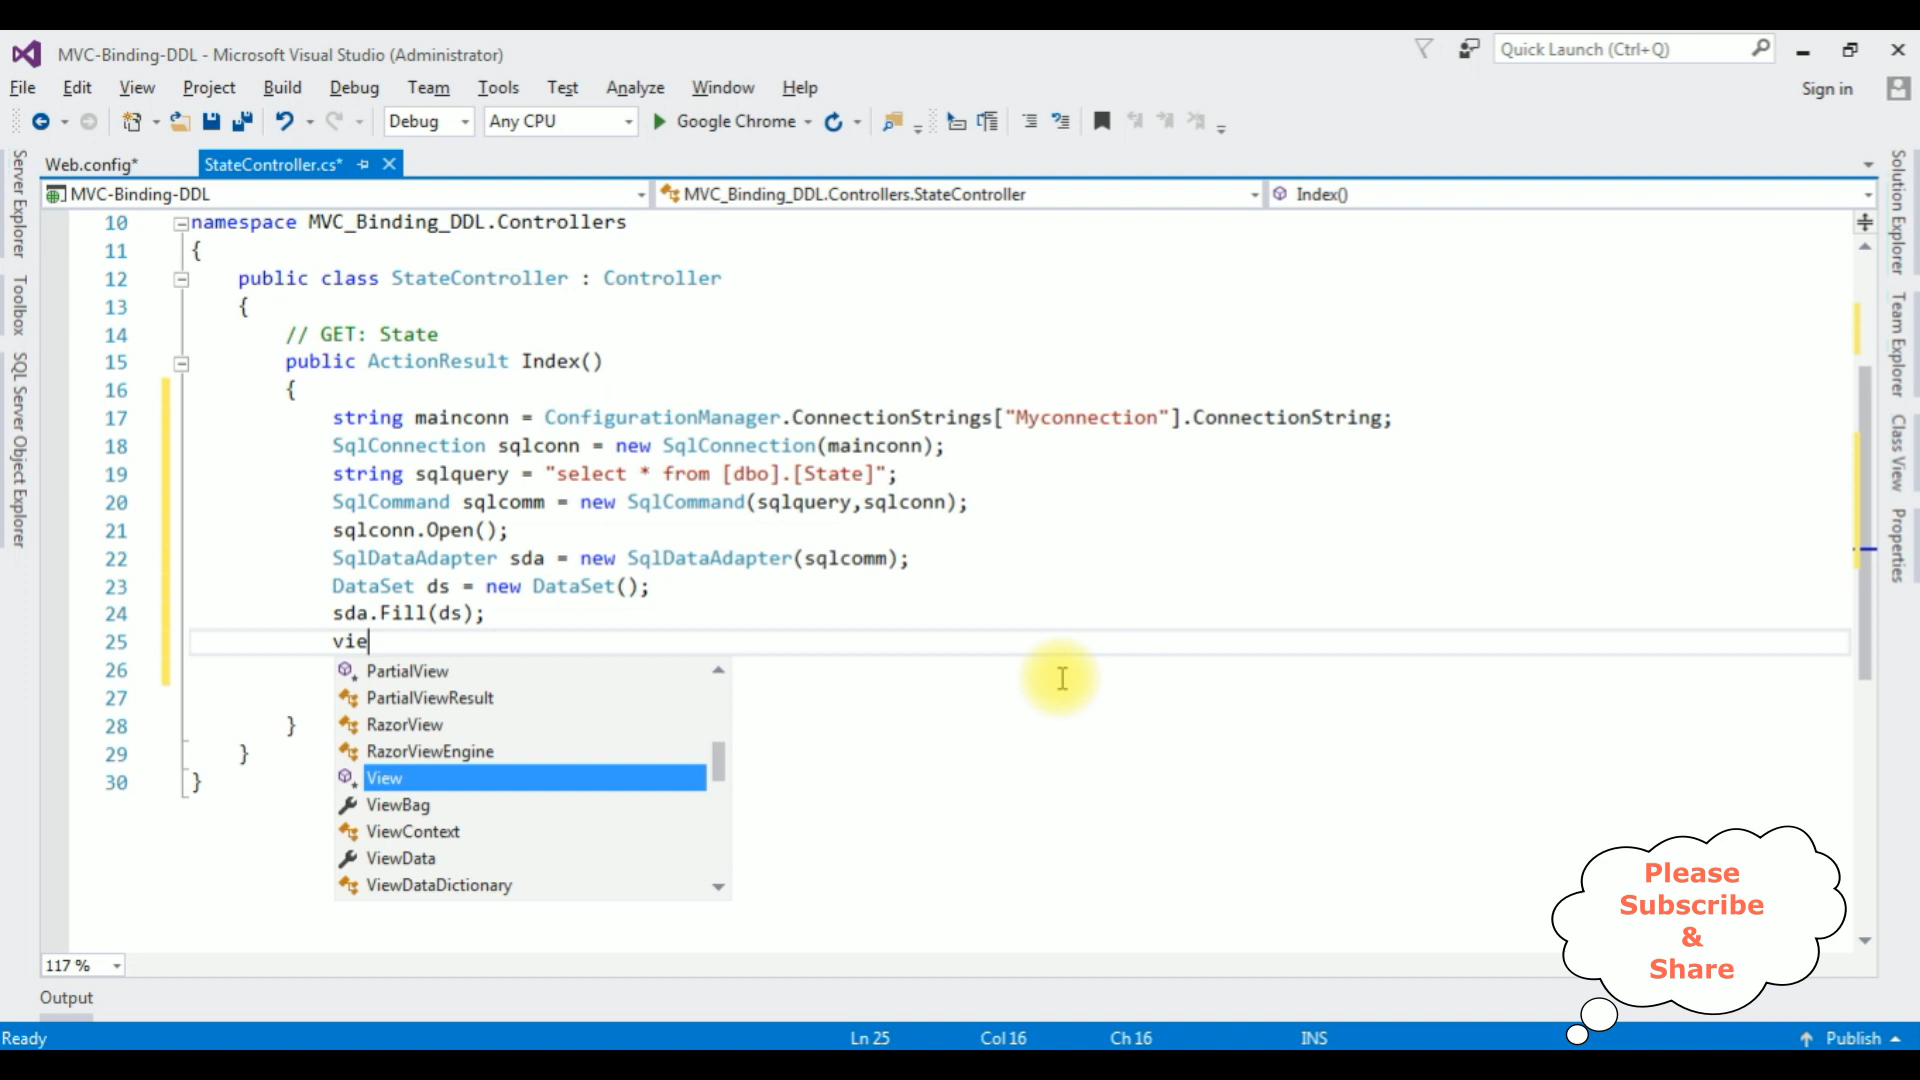 MVC-Binding-DDL - Microsoft Visual Studio (Administrator)
Quick Launch (Ctrl+Q)
File Edit View Project Build Debug Team Tools Test Analyze Window Help
Sign in
Debug Any CPU Google Chrome
Web.config* StateController.cs*
MVC-Binding-DDL MVC_Binding_DDL.Controllers.StateController Index()
Server Explorer
Toolbox
SQL Server Object Explorer
Solution Explorer
Team Explorer
Class View
Properties
10 namespace MVC_Binding_DDL.Controllers
11 {
12 public class StateController : Controller
13 {
14 // GET: State
15 public ActionResult Index()
16 {
17 string mainconn = ConfigurationManager.ConnectionStrings["Myconnection"].ConnectionString;
18 SqlConnection sqlconn = new SqlConnection(mainconn);
19 string sqlquery = "select * from [dbo].[State]";
20 SqlCommand sqlcomm = new SqlCommand(sqlquery,sqlconn);
21 sqlconn.Open();
22 SqlDataAdapter sda = new SqlDataAdapter(sqlcomm);
23 DataSet ds = new DataSet();
24 sda.Fill(ds);
25 vie
26
27
28 }
29 }
30 }
PartialView
PartialViewResult
RazorView
RazorViewEngine
View
ViewBag
ViewContext
ViewData
ViewDataDictionary
Please
Subscribe
&
Share
117 %
Output
Ready Ln 25 Col 16 Ch 16 INS Publish